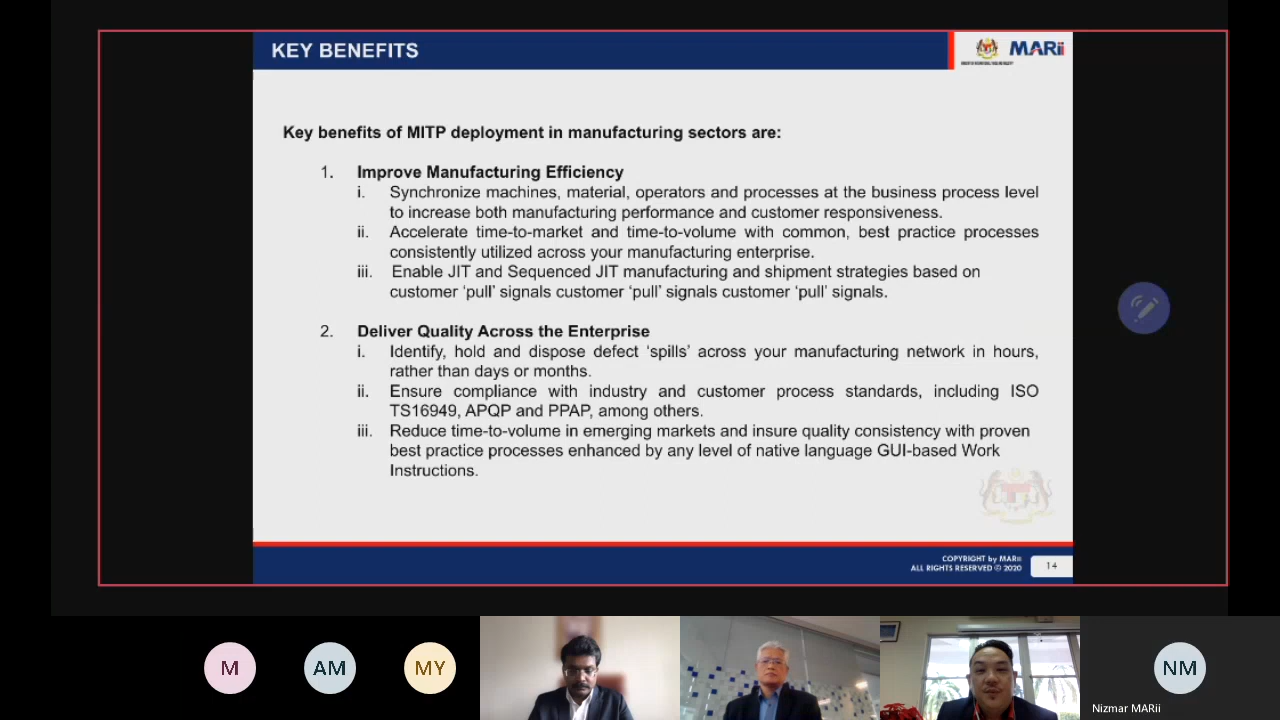 KEY BENEFITS
MARii
Key benefits of MITP deployment in manufacturing sectors are:
1. Improve Manufacturing Efficiency
i. Synchronize machines, material, operators and processes at the business process level
to increase both manufacturing performance and customer responsiveness.
ii. Accelerate time-to-market and time-to-volume with common, best practice processes
consistently utilized across your manufacturing enterprise.
iii. Enable JIT and Sequenced JIT manufacturing and shipment strategies based on
customer ‘pull’ signals customer ‘pull’ signals customer ‘pull’ signals.
2. Deliver Quality Across the Enterprise
i. Identify, hold and dispose defect ‘spills’ across your manufacturing network in hours,
rather than days or months.
ii. Ensure compliance with industry and customer process standards, including ISO
TS16949, APQP and PPAP, among others.
iii. Reduce time-to-volume in emerging markets and insure quality consistency with proven
best practice processes enhanced by any level of native language GUI-based Work
Instructions.
COPYRIGHT by MARii
ALL RIGHTS RESERVED © 2020
14
M
AM
MY
NM
Nizmar MARii